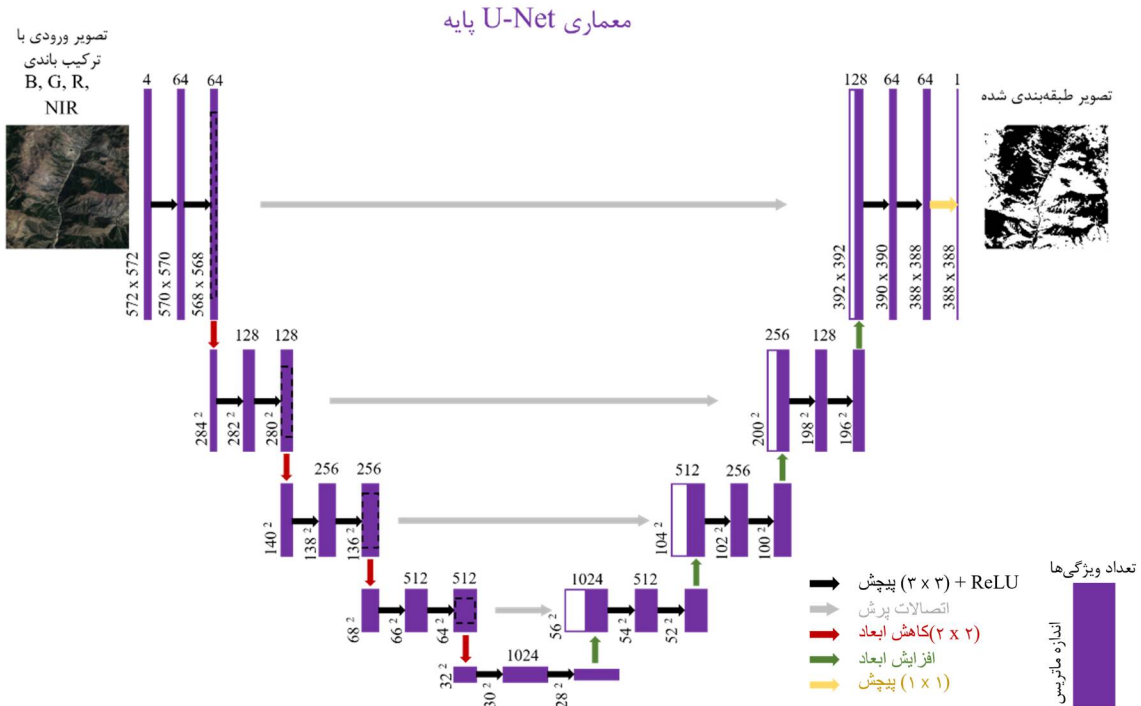 معماری U-Net پایه
تصویر ورودی با
ترکیب باندی
B, G, R,
NIR
تصویر طبقه‌بندی شده
4 64 64
128 64 64 1
572 x 572
570 x 570
568 x 568
392 x 392
390 x 390
388 x 388
388 x 388
128 128
256 128
284 ²
282 ²
280 ²
200 ²
198 ²
196 ²
256 256
512 256
140 ²
138 ²
136 ²
104 ²
102 ²
100 ²
512 512
1024 512
68 ²
66 ²
64 ²
56 ²
54 ²
52 ²
1024
32 ²
30 ²
28 ²
پیچش (۳ x ۳) + ReLU
اتصالات پرش
کاهش ابعاد(۲ x ۲)
افزایش ابعاد
پیچش (۱ x ۱)
تعداد ویژگی‌ها
اندازه ماتریس